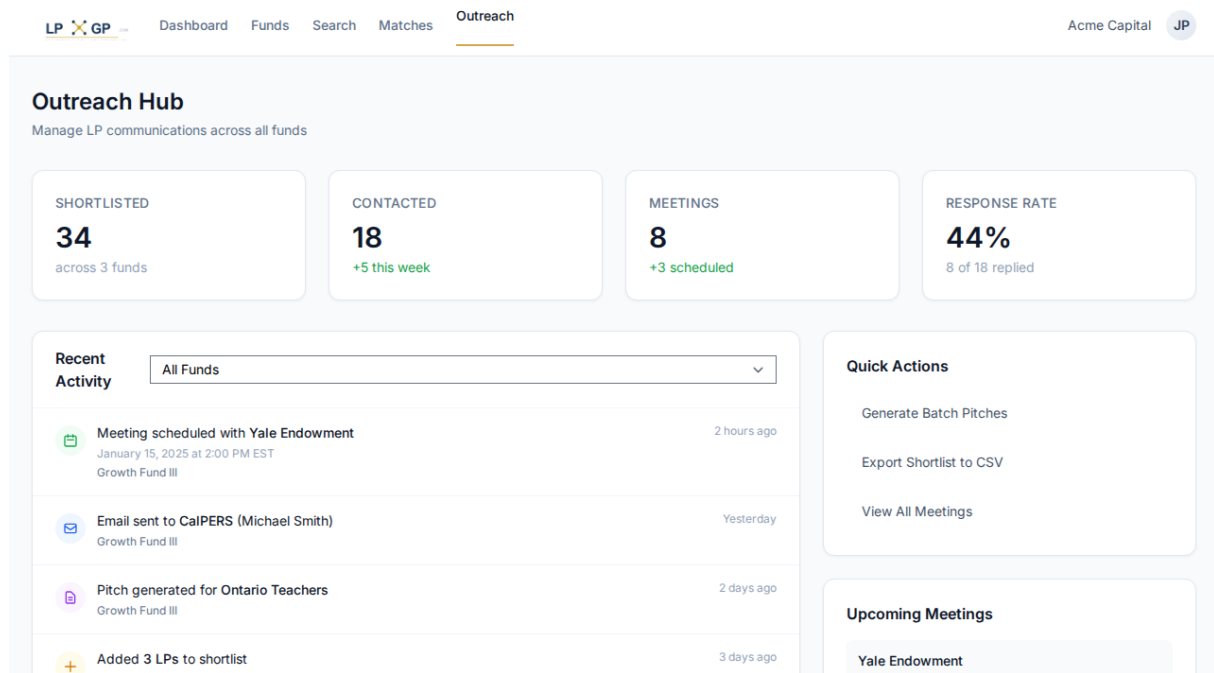 LP GP
Dashboard
Funds
Search
Matches
Outreach
Acme Capital
JP
Outreach Hub
Manage LP communications across all funds
SHORTLISTED
34
across 3 funds
CONTACTED
18
+5 this week
MEETINGS
8
+3 scheduled
RESPONSE RATE
44%
8 of 18 replied
Recent
Activity
All Funds
Meeting scheduled with Yale Endowment
2 hours ago
January 15, 2025 at 2:00 PM EST
Growth Fund III
Email sent to CalPERS (Michael Smith)
Yesterday
Growth Fund III
Pitch generated for Ontario Teachers
2 days ago
Growth Fund III
Added 3 LPs to shortlist
3 days ago
Quick Actions
Generate Batch Pitches
Export Shortlist to CSV
View All Meetings
Upcoming Meetings
Yale Endowment